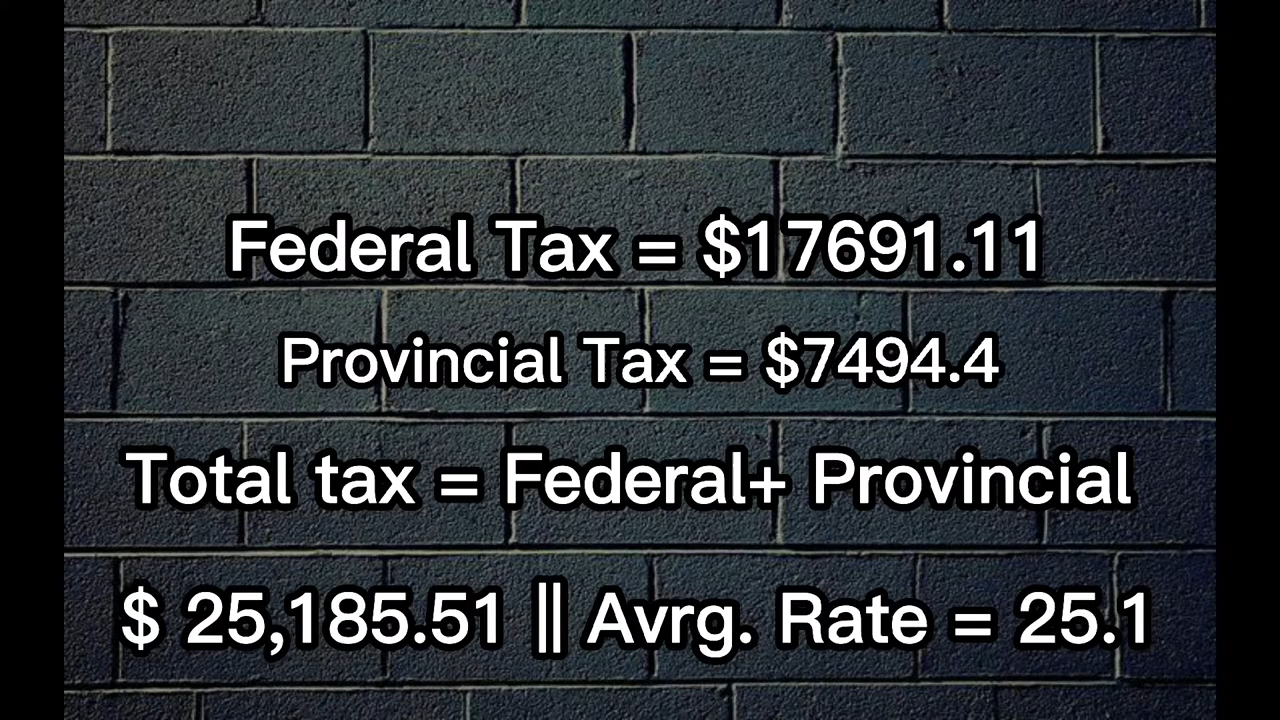 Federal Tax = $17691.11
Provincial Tax = $7494.4
Total tax = Federal+ Provincial
$ 25,185.51 || Avrg. Rate = 25.1